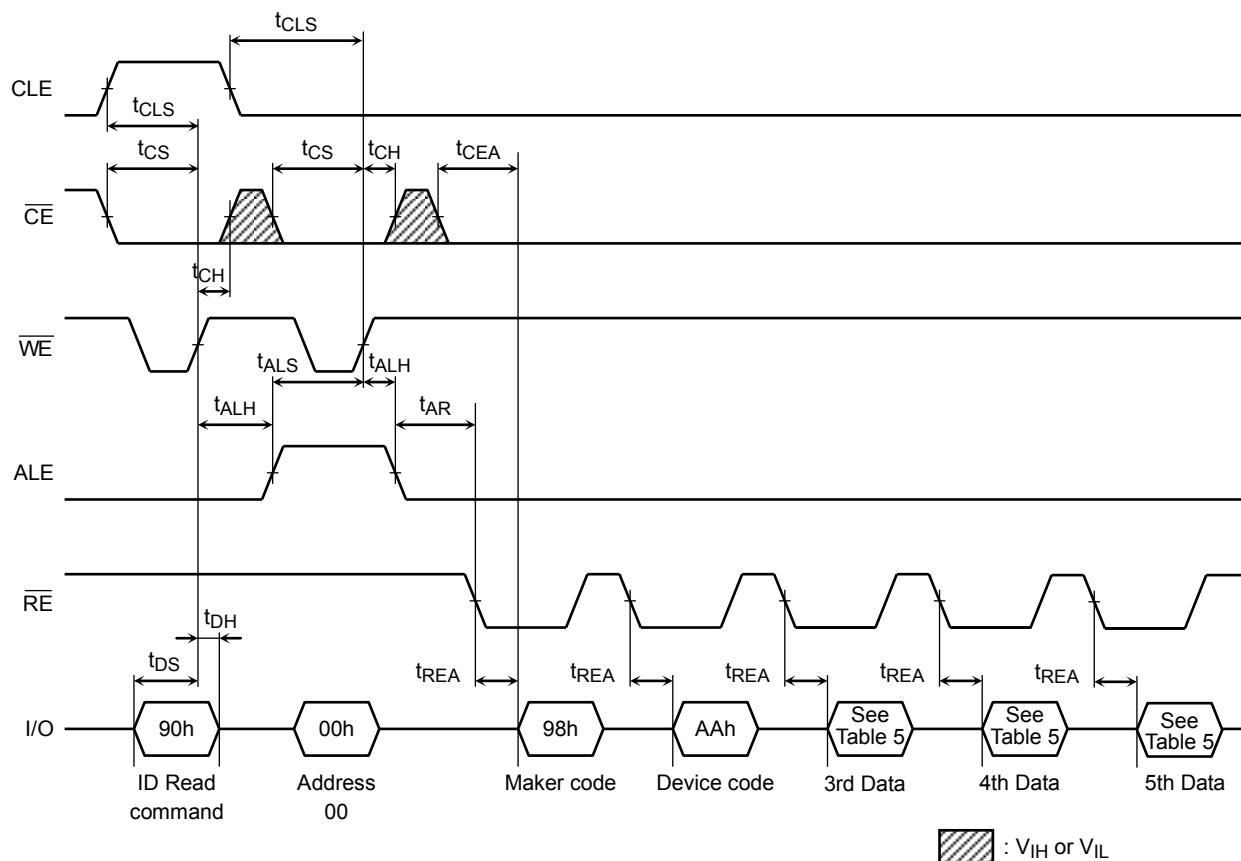 tCLS
CLE
tCLS
tCS tCS tCH tCEA
CE
tCH
WE
tALS tALH
tALH tAR
ALE
RE
tDH
tDS tREA tREA tREA tREA tREA
I/O 90h 00h 98h AAh See Table 5 See Table 5 See Table 5
ID Read command Address 00 Maker code Device code 3rd Data 4th Data 5th Data
: VIH or VIL